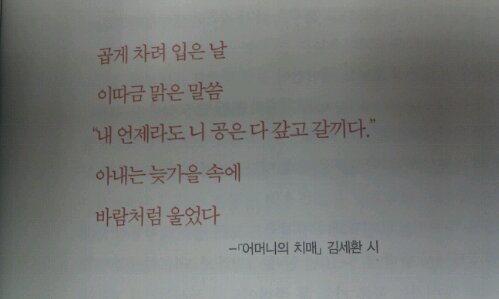 곱게 차려 입은 날
이따금 맑은 말씀
“내 언제라도 니 공은 다 갚고 갈끼다.”
아내는 늦가을 속에
바람처럼 울었다
-「어머니의 치매」 김세환 시